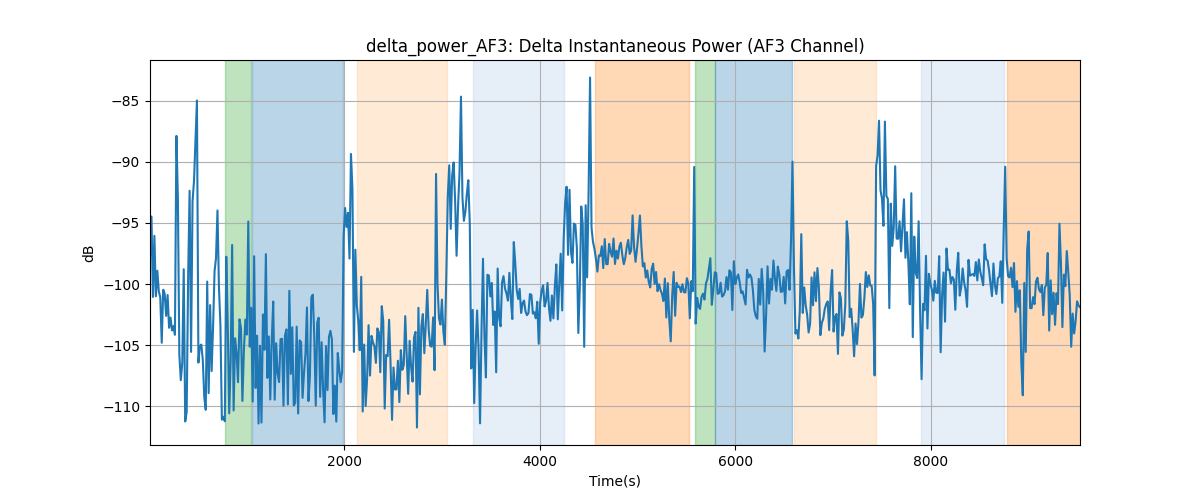 delta_power_AF3: Delta Instantaneous Power (AF3 Channel)
−85
−90
−95
−100
−105
−110
dB
2000 4000 6000 8000
Time(s)